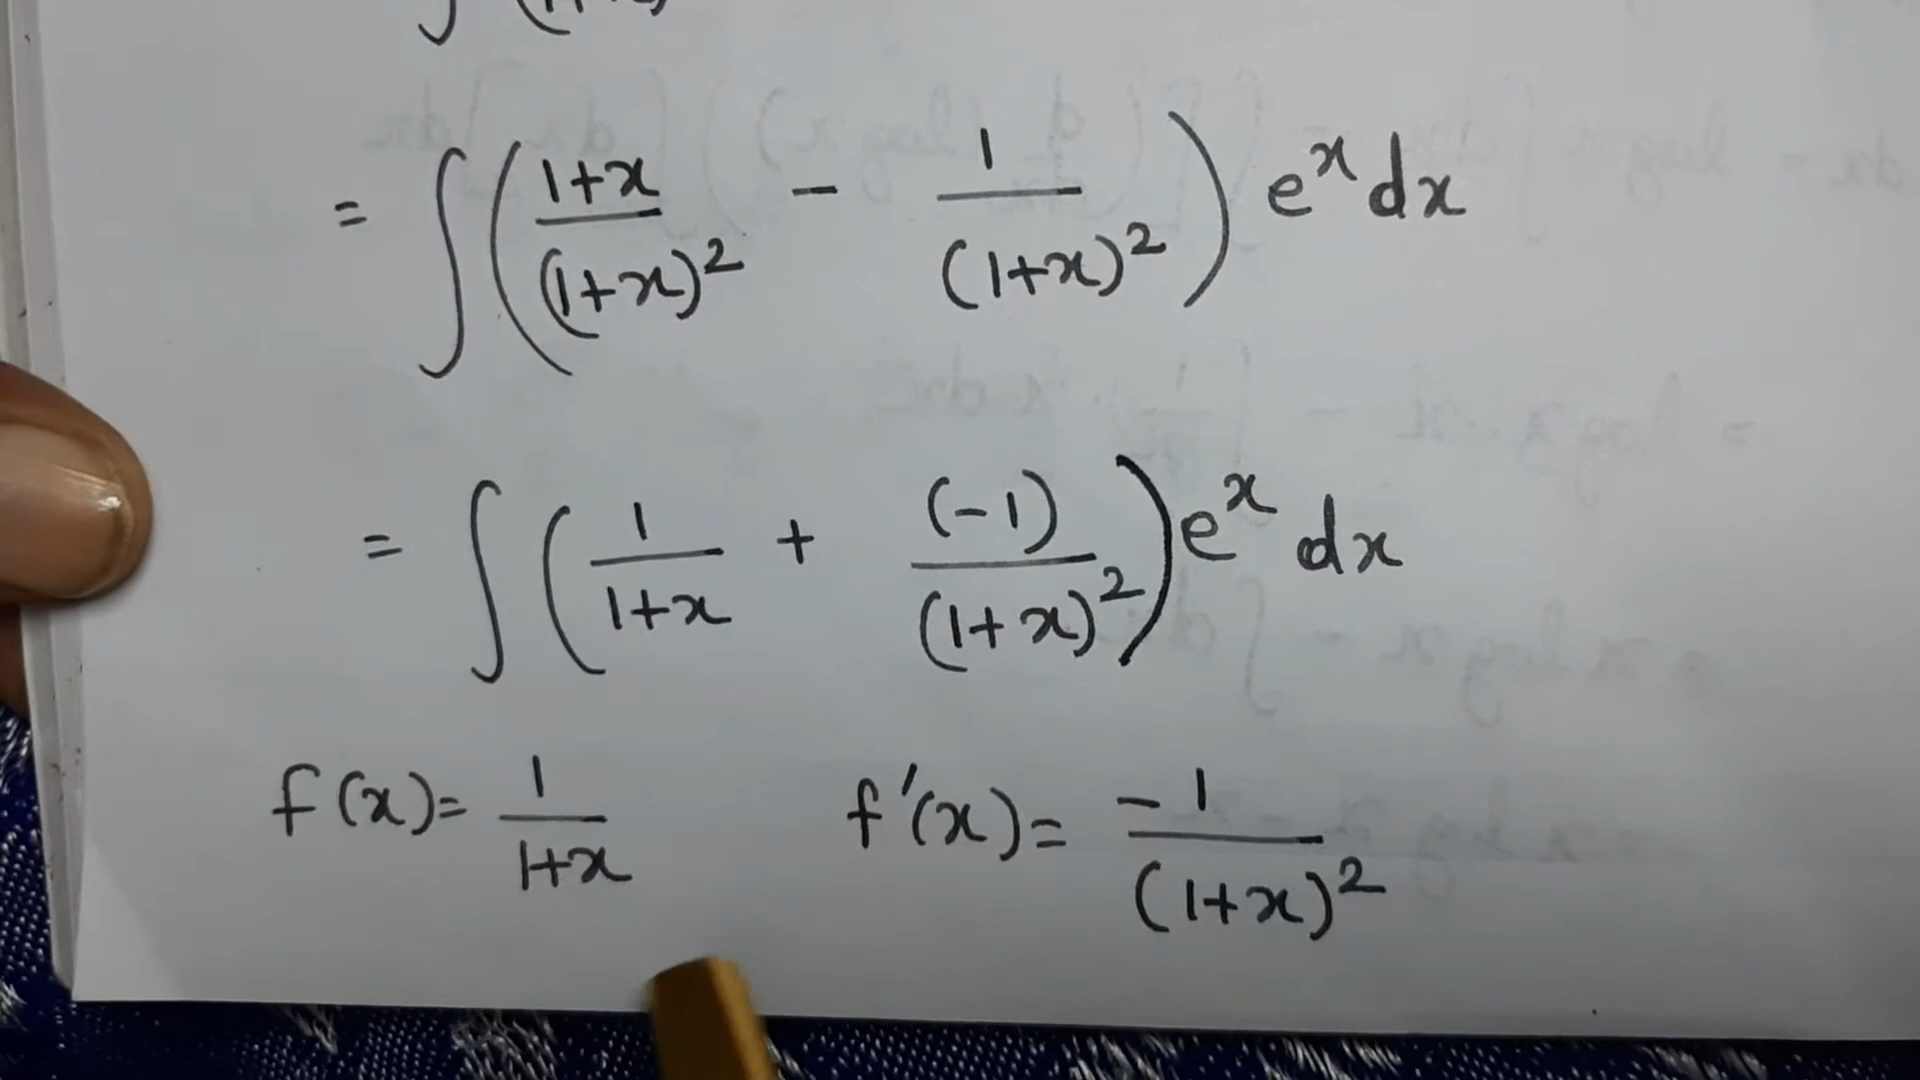 = ∫ ( (1+x)/(1+x)² − 1/(1+x)² ) eˣ dx
= ∫ ( 1/(1+x) + (-1)/(1+x)² ) eˣ dx
f(x) = 1/(1+x) f'(x) = -1/(1+x)²